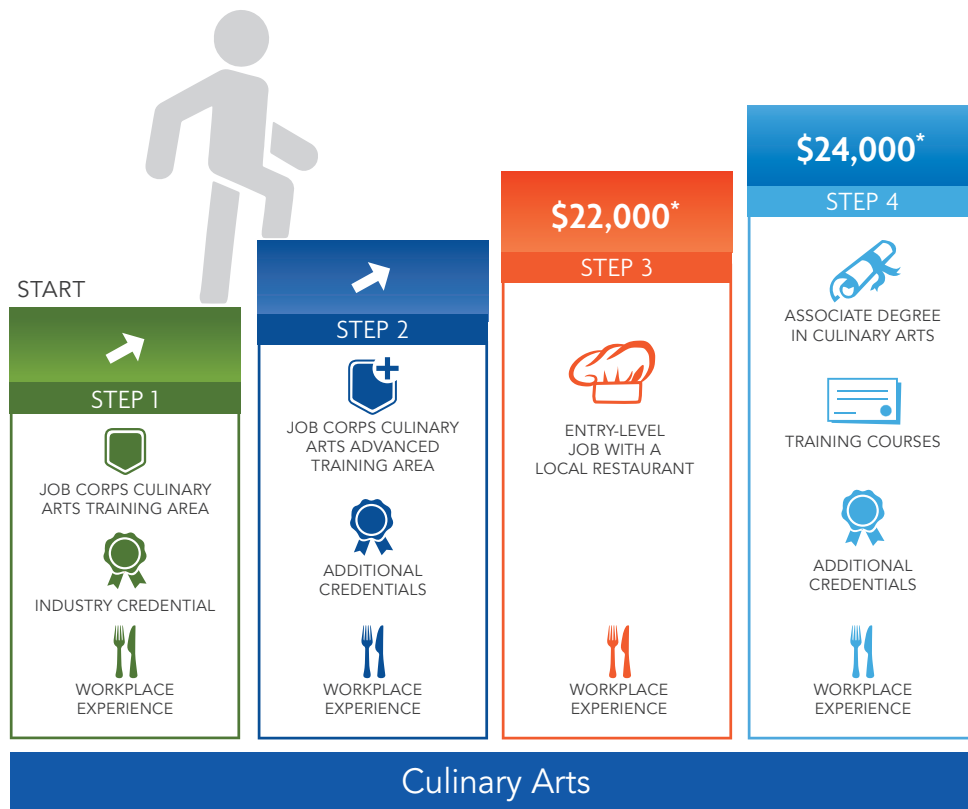 START
STEP 1
JOB CORPS CULINARY
ARTS TRAINING AREA
INDUSTRY CREDENTIAL
WORKPLACE
EXPERIENCE
STEP 2
JOB CORPS CULINARY
ARTS ADVANCED
TRAINING AREA
ADDITIONAL
CREDENTIALS
WORKPLACE
EXPERIENCE
$22,000*
STEP 3
ENTRY-LEVEL
JOB WITH A
LOCAL RESTAURANT
WORKPLACE
EXPERIENCE
$24,000*
STEP 4
ASSOCIATE DEGREE
IN CULINARY ARTS
TRAINING COURSES
ADDITIONAL
CREDENTIALS
WORKPLACE
EXPERIENCE
Culinary Arts